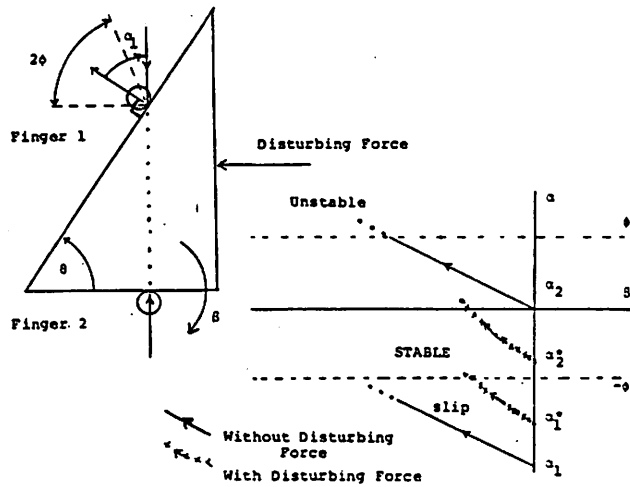 α₁
2φ
Finger 1
Disturbing Force
θ
Finger 2
β
Unstable
α
φ
α₂
β
STABLE
α₂°
-φ
slip
α₁°
α₁
Without Disturbing
Force
With Disturbing Force